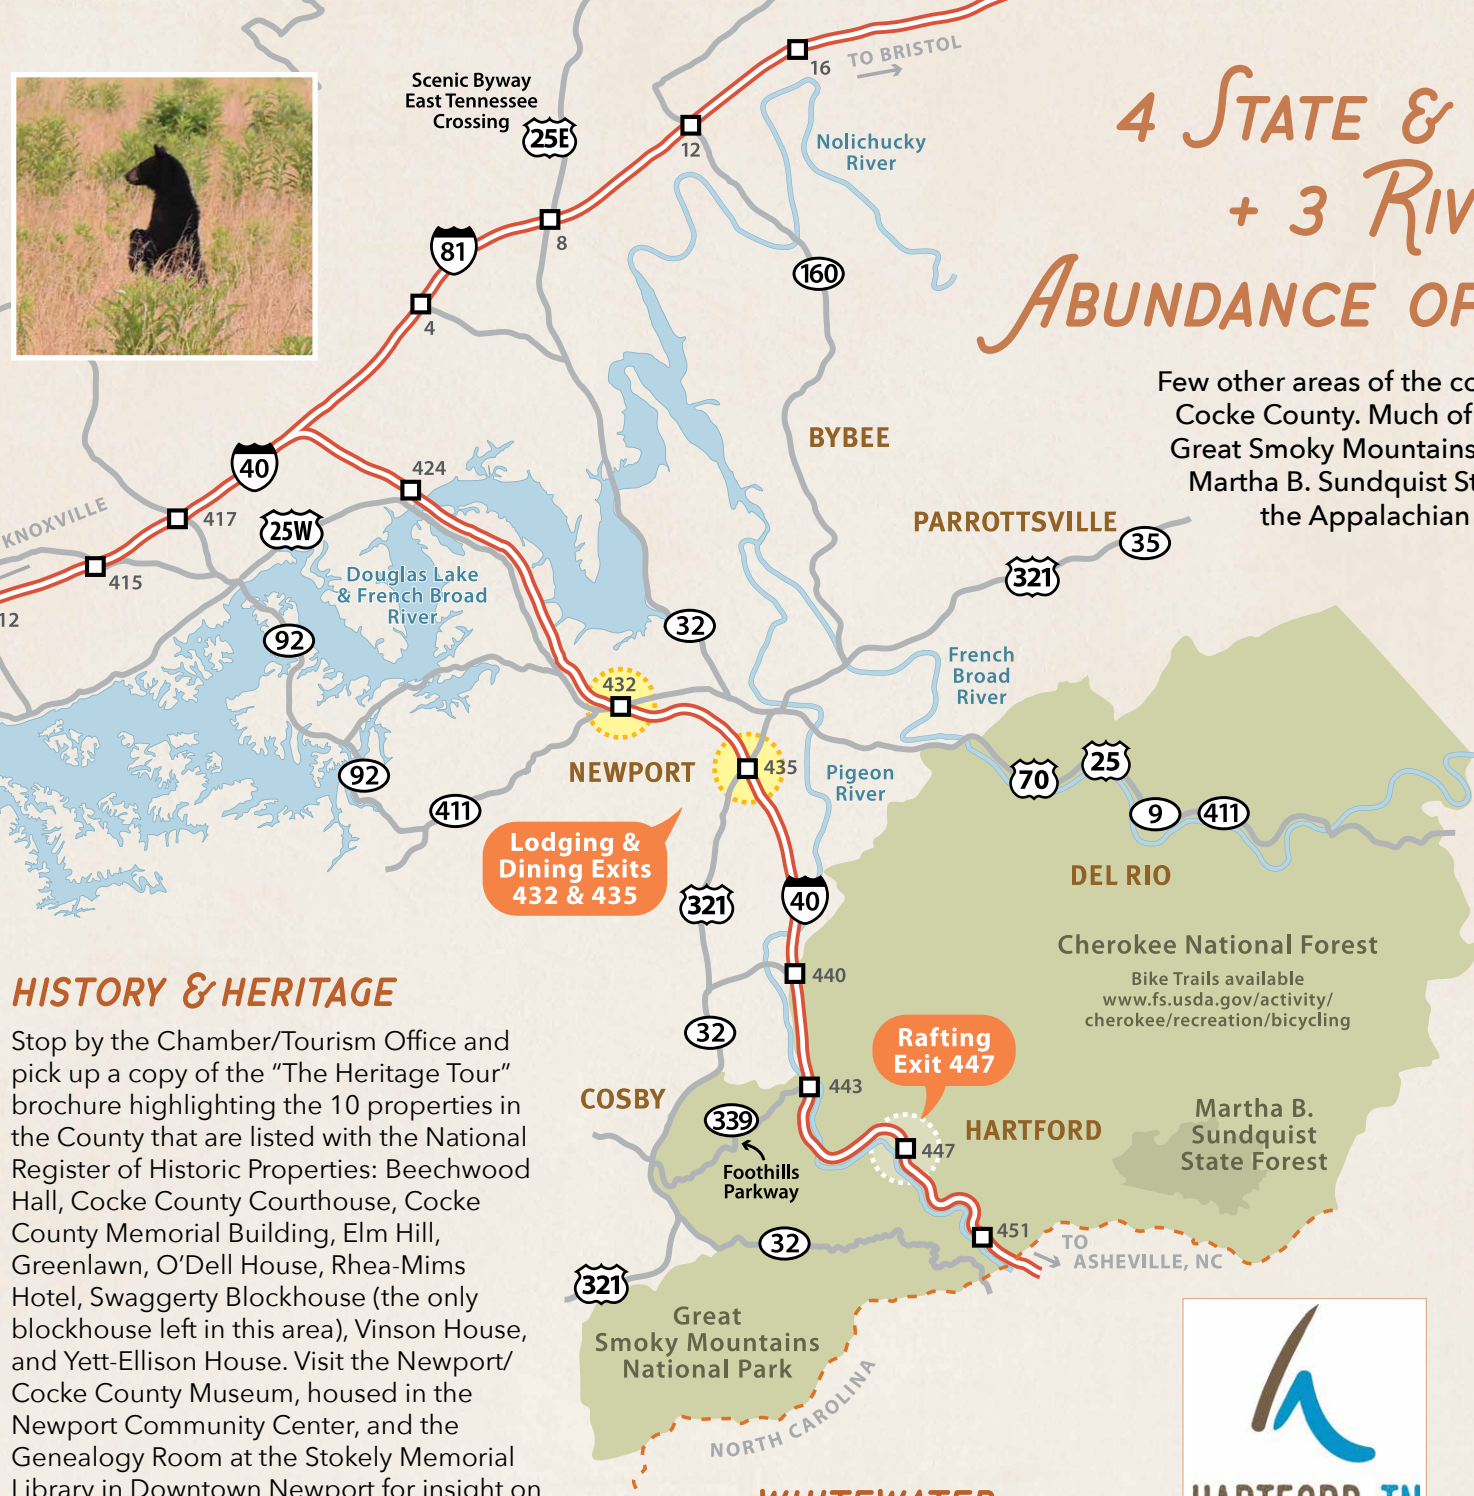 Scenic Byway
East Tennessee
Crossing
25E
16
TO BRISTOL
12
Nolichucky
River
8
81
4
160
4 STATE &
+ 3 RIV
ABUNDANCE OF
Few other areas of the co
Cocke County. Much of
Great Smoky Mountains
Martha B. Sundquist St
the Appalachian
BYBEE
40
424
417
25W
KNOXVILLE
415
12
PARROTTSVILLE
35
321
Douglas Lake
& French Broad
River
92
32
French
Broad
River
432
NEWPORT
435
Pigeon
River
92
411
70
25
9
411
DEL RIO
Lodging &
Dining Exits
432 & 435
321
40
Cherokee National Forest
Bike Trails available
www.fs.usda.gov/activity/
cherokee/recreation/bicycling
440
32
Rafting
Exit 447
COSBY
443
339
Foothills
Parkway
HARTFORD
447
Martha B.
Sundquist
State Forest
451
TO
ASHEVILLE, NC
32
321
Great
Smoky Mountains
National Park
NORTH CAROLINA
HISTORY & HERITAGE
Stop by the Chamber/Tourism Office and
pick up a copy of the “The Heritage Tour”
brochure highlighting the 10 properties in
the County that are listed with the National
Register of Historic Properties: Beechwood
Hall, Cocke County Courthouse, Cocke
County Memorial Building, Elm Hill,
Greenlawn, O’Dell House, Rhea-Mims
Hotel, Swaggerty Blockhouse (the only
blockhouse left in this area), Vinson House,
and Yett-Ellison House. Visit the Newport/
Cocke County Museum, housed in the
Newport Community Center, and the
Genealogy Room at the Stokely Memorial
Library in Downtown Newport for insight on
WHITEWATER
HARTFORD TN